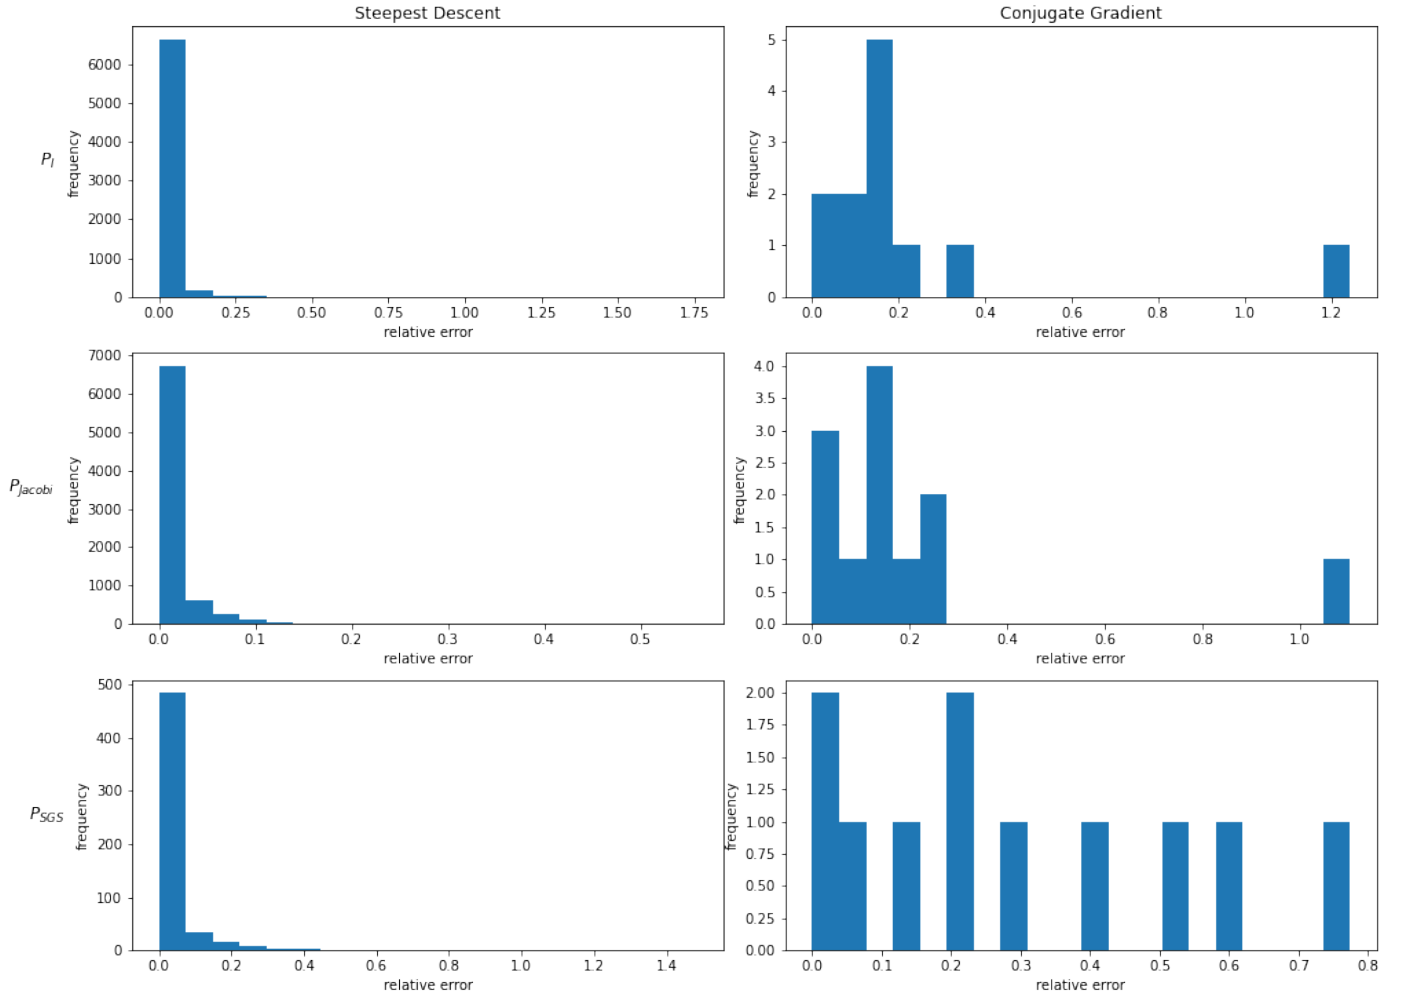 Steepest Descent
Conjugate Gradient
P_I
frequency
6000
5000
4000
3000
2000
1000
0
0.00 0.25 0.50 0.75 1.00 1.25 1.50 1.75
relative error
frequency
5
4
3
2
1
0
0.0 0.2 0.4 0.6 0.8 1.0 1.2
relative error
P_Jacobi
frequency
7000
6000
5000
4000
3000
2000
1000
0
0.0 0.1 0.2 0.3 0.4 0.5
relative error
frequency
4.0
3.5
3.0
2.5
2.0
1.5
1.0
0.5
0.0
0.0 0.2 0.4 0.6 0.8 1.0
relative error
P_SGS
frequency
500
400
300
200
100
0
0.0 0.2 0.4 0.6 0.8 1.0 1.2 1.4
relative error
frequency
2.00
1.75
1.50
1.25
1.00
0.75
0.50
0.25
0.00
0.0 0.1 0.2 0.3 0.4 0.5 0.6 0.7 0.8
relative error